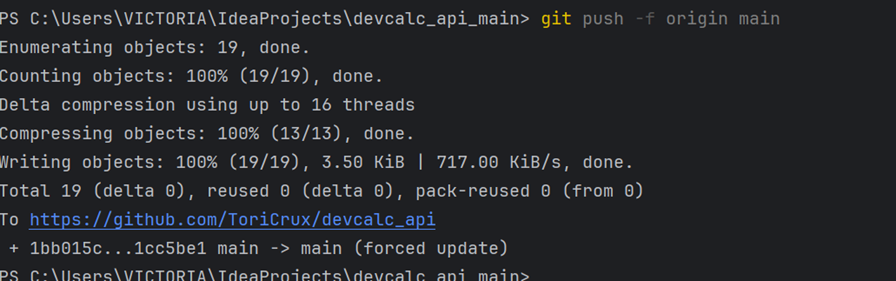 PS C:\Users\VICTORIA\IdeaProjects\devcalc_api_main> git push -f origin main
Enumerating objects: 19, done.
Counting objects: 100% (19/19), done.
Delta compression using up to 16 threads
Compressing objects: 100% (13/13), done.
Writing objects: 100% (19/19), 3.50 KiB | 717.00 KiB/s, done.
Total 19 (delta 0), reused 0 (delta 0), pack-reused 0 (from 0)
To https://github.com/ToriCrux/devcalc_api
 + 1bb015c...1cc5be1 main -> main (forced update)
PS C:\Users\VICTORIA\IdeaProjects\devcalc_api_main>